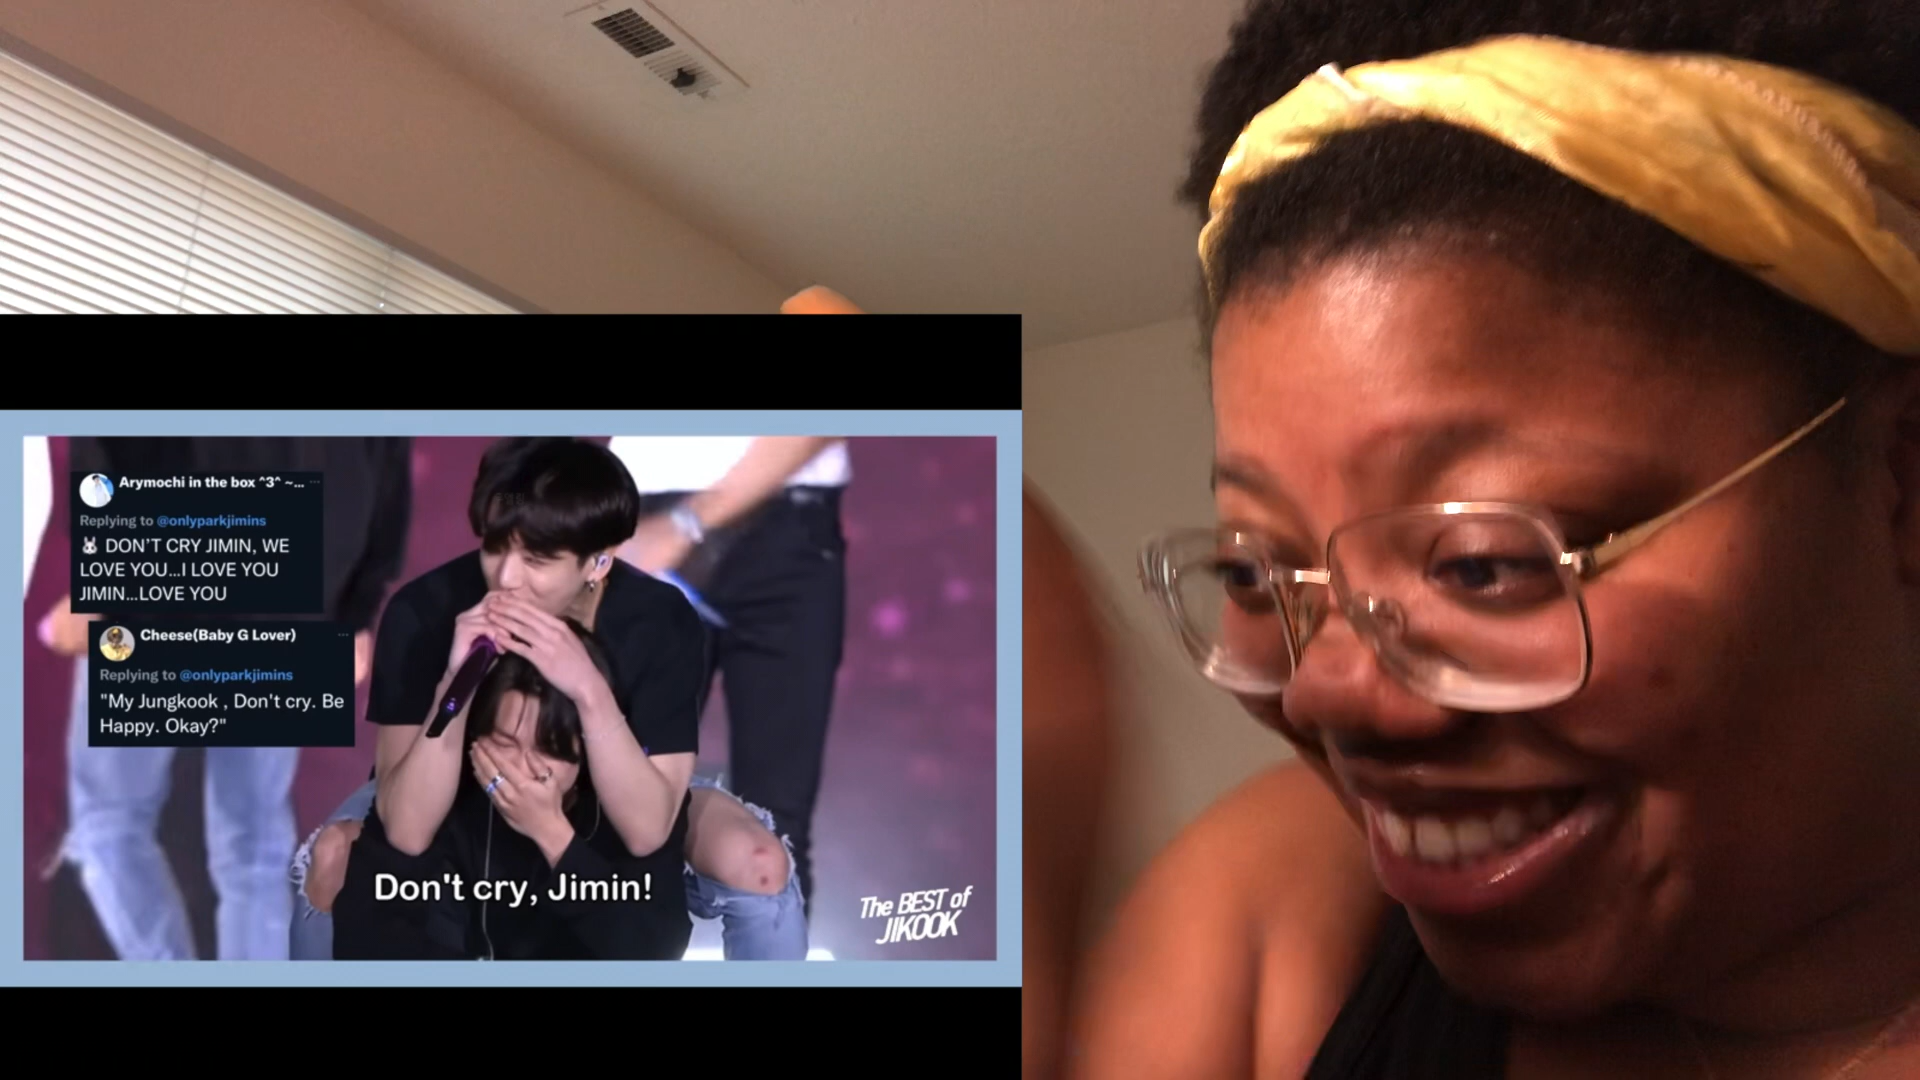 Arymochi in the box ^3^ ~...
Replying to @onlyparkjimins
🐰 DON'T CRY JIMIN, WE
LOVE YOU...I LOVE YOU
JIMIN...LOVE YOU
Cheese(Baby G Lover)
Replying to @onlyparkjimins
"My Jungkook , Don't cry. Be
Happy. Okay?"
Don't cry, Jimin!
The BEST of
JIKOOK